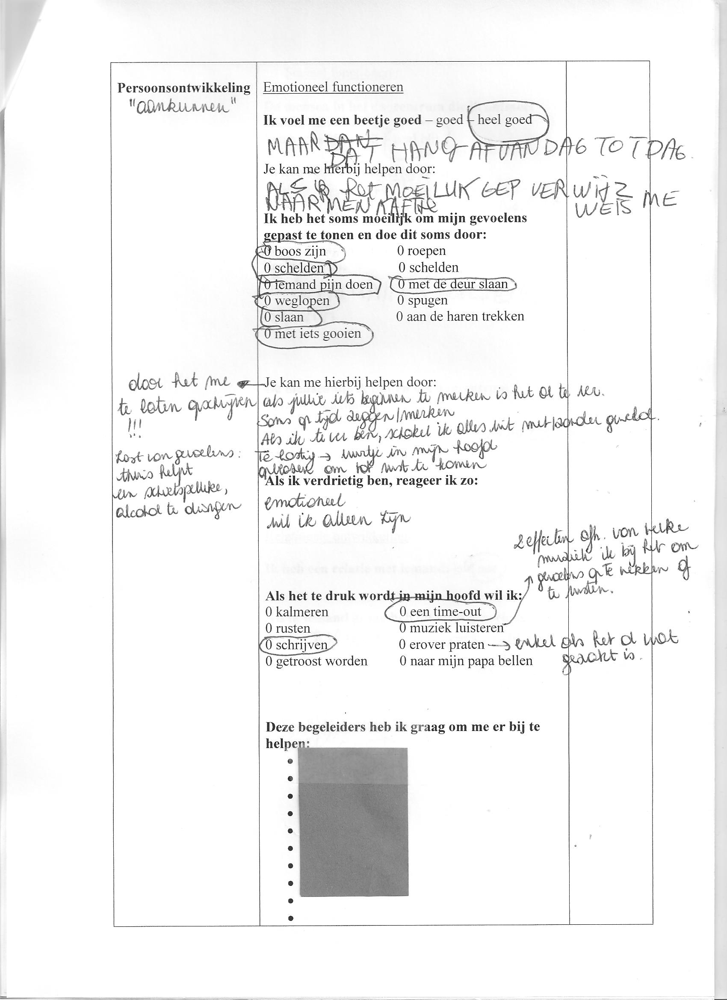 Persoonsontwikkeling
"aankunnen"
Emotioneel functioneren
Ik voel me een beetje goed – goed – heel goed
MAAR DAN
DAT HANG AF VAN DAG TOT DAG.
Je kan me hierbij helpen door:
ALS IK het MOEILIJK GEP VER WIJZ ME
NAAR MEN KAFTJE WEIS
Ik heb het soms moeilijk om mijn gevoelens
gepast te tonen en doe dit soms door:
0 boos zijn 0 roepen
0 schelden 0 schelden
0 iemand pijn doen 0 met de deur slaan
0 weglopen 0 spugen
0 slaan 0 aan de haren trekken
0 met iets gooien
door het me
te laten opschrijven
!!!
Last van gevoelens:
thuis helpt
een schietspelleke,
alcohol te
Je kan me hierbij helpen door:
als jullie iets beginnen te merken is het al te ver.
Soms op tijd zeggen/merken
Als ik te ver ben, schakel ik alles uit met/zonder geweld.
Te lastig → vuurtje in mijn hoofd
om tot rust te komen
Als ik verdrietig ben, reageer ik zo:
emotioneel
wil ik alleen zijn
2 effecten afh. van welke
muziek ik bij heb om
gevoelens op te wekken of
te rusten.
Als het te druk wordt in mijn hoofd wil ik:
0 kalmeren 0 een time-out
0 rusten 0 muziek luisteren
0 schrijven 0 erover praten → enkel als het al wat
gezakt is.
0 getroost worden 0 naar mijn papa bellen
Deze begeleiders heb ik graag om me er bij te
helpen: